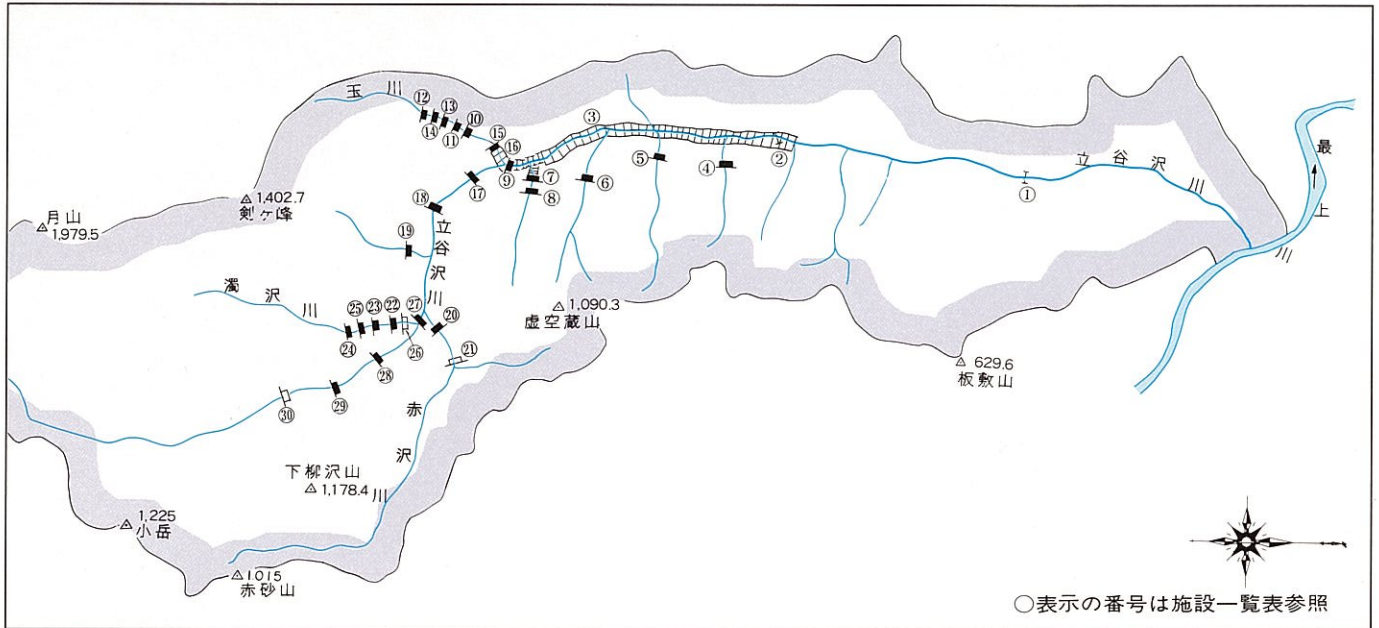 玉川
⑫
⑬
⑭
⑪
⑩
⑮
⑯
③
⑨
⑦
⑧
⑥
⑤
④
②
①
立谷沢川
最上川
⑰
⑱
⑲
立谷沢川
1,402.7
剣ヶ峰
月山
1,979.5
濁沢川
㉕
㉓
㉒
㉗
⑳
㉔
㉖
㉑
㉘
㉙
㉚
1,090.3
虚空蔵山
629.6
板敷山
赤沢川
下柳沢山
1,178.4
1,225
小岳
1,015
赤砂山
○表示の番号は施設一覧表参照